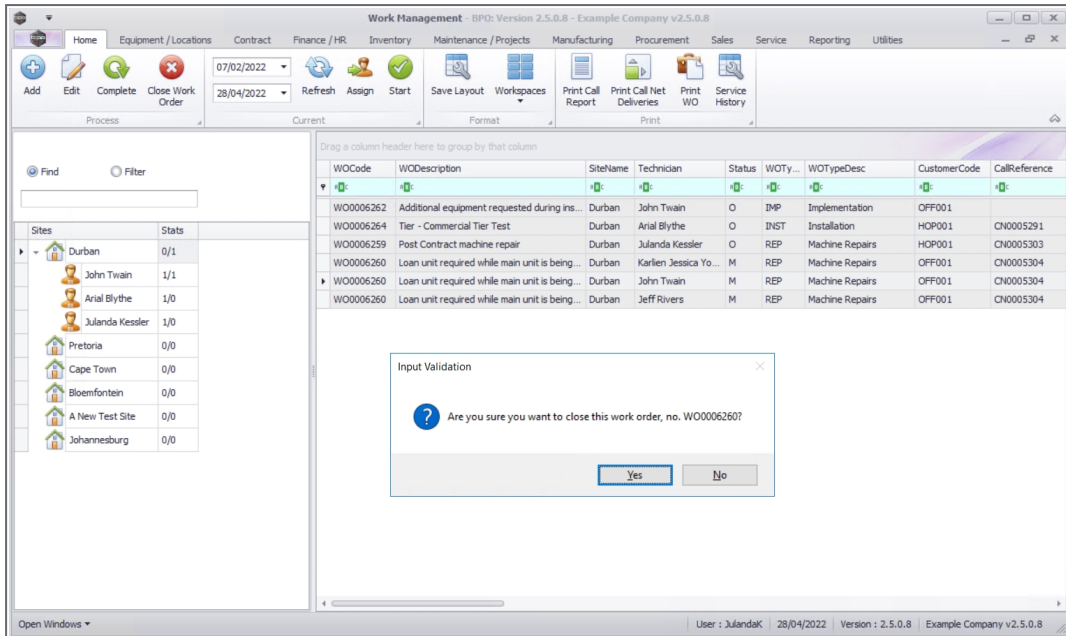 Work Management - BPO: Version 2.5.0.8 - Example Company v2.5.0.8
Home Equipment / Locations Contract Finance / HR Inventory Maintenance / Projects Manufacturing Procurement Sales Service Reporting Utilities
07/02/2022
28/04/2022
Add Edit Complete Close Work Order Refresh Assign Start Save Layout Workspaces Print Call Report Print Call Net Deliveries Print WO Service History
Process Current Format Print
Drag a column header here to group by that column
Find Filter
WOCode WODescription SiteName Technician Status WOTy... WOTypeDesc CustomerCode CallReference
WO0006262 Additional equipment requested during ins... Durban John Twain O IMP Implementation OFF001
WO0006264 Tier - Commercial Tier Test Durban Arial Blythe O INST Installation HOP001 CN0005291
WO0006259 Post Contract machine repair Durban Julanda Kessler O REP Machine Repairs HOP001 CN0005303
WO0006260 Loan unit required while main unit is being... Durban Karlien Jessica Yo... M REP Machine Repairs OFF001 CN0005304
WO0006260 Loan unit required while main unit is being... Durban John Twain M REP Machine Repairs OFF001 CN0005304
WO0006260 Loan unit required while main unit is being... Durban Jeff Rivers M REP Machine Repairs OFF001 CN0005304
Sites Stats
Durban 0/1
John Twain 1/1
Arial Blythe 1/0
Julanda Kessler 1/0
Pretoria 0/0
Cape Town 0/0
Bloemfontein 0/0
A New Test Site 0/0
Johannesburg 0/0
Input Validation
Are you sure you want to close this work order, no. WO0006260?
Yes No
Open Windows User : JulandaK 28/04/2022 Version : 2.5.0.8 Example Company v2.5.0.8